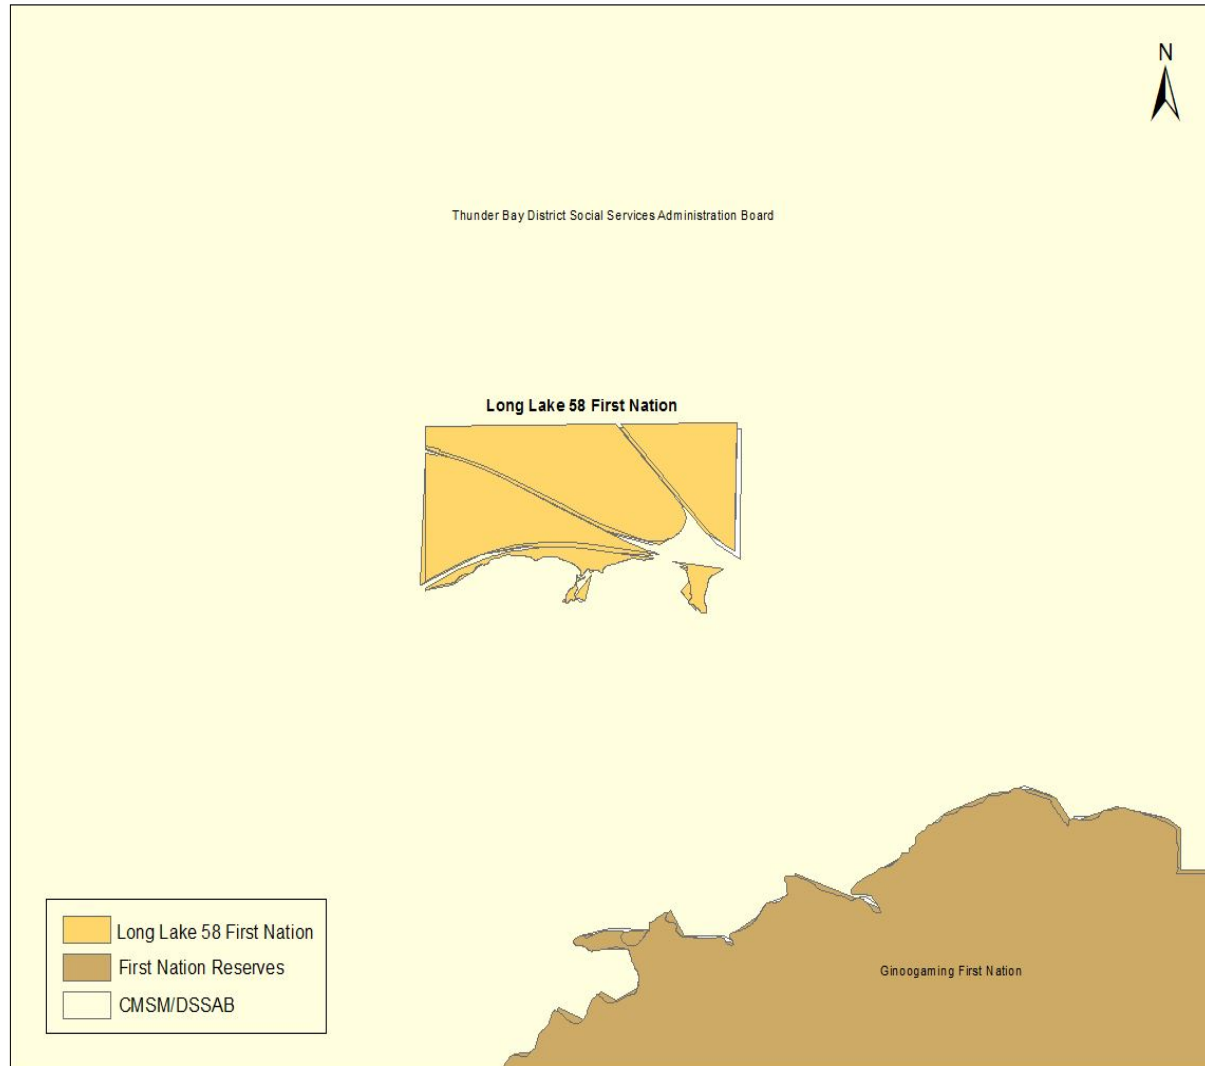 N
Thunder Bay District Social Services Administration Board
Long Lake 58 First Nation
Long Lake 58 First Nation
First Nation Reserves
CMSM/DSSAB
Ginoogaming First Nation